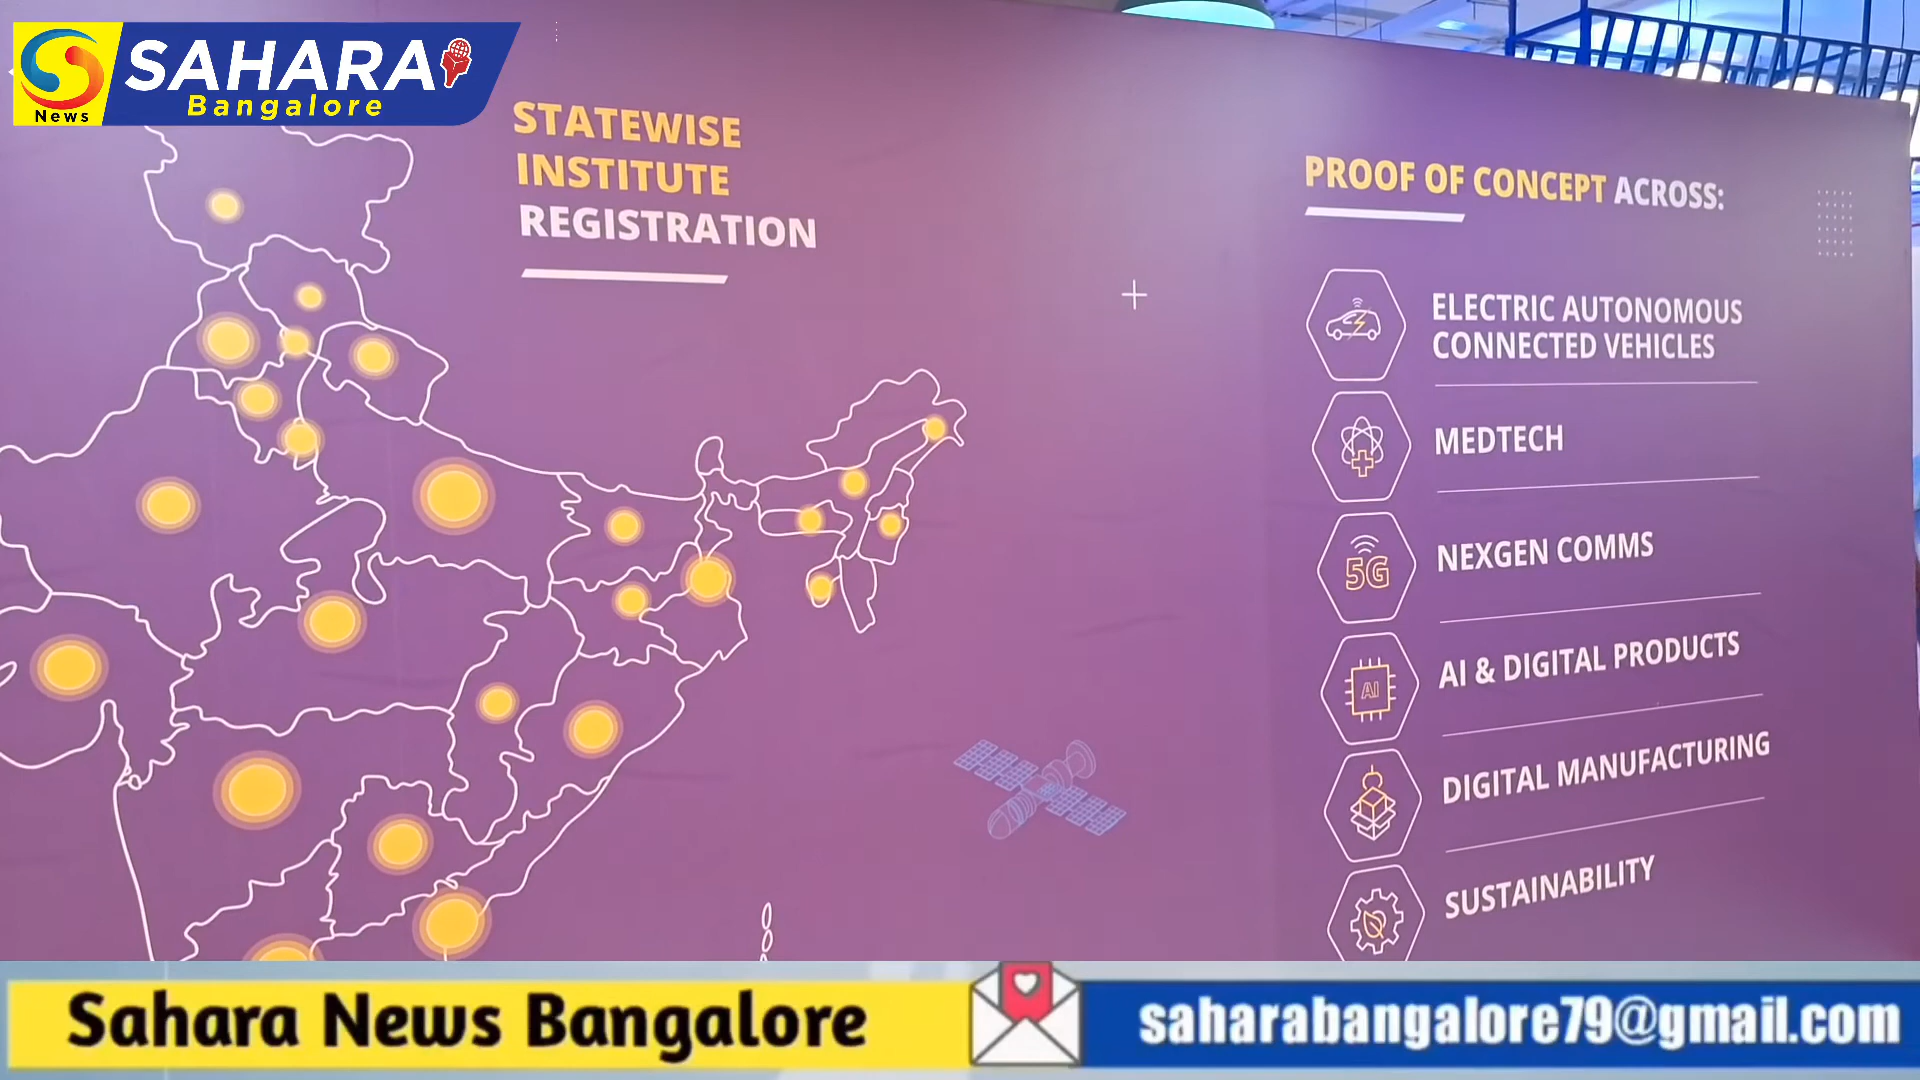 SAHARA
Bangalore
News
STATEWISE
INSTITUTE
REGISTRATION
PROOF OF CONCEPT ACROSS:
ELECTRIC AUTONOMOUS
CONNECTED VEHICLES
MEDTECH
5G
NEXGEN COMMS
AI
AI & DIGITAL PRODUCTS
DIGITAL MANUFACTURING
SUSTAINABILITY
Sahara News Bangalore
saharabangalore79@gmail.com